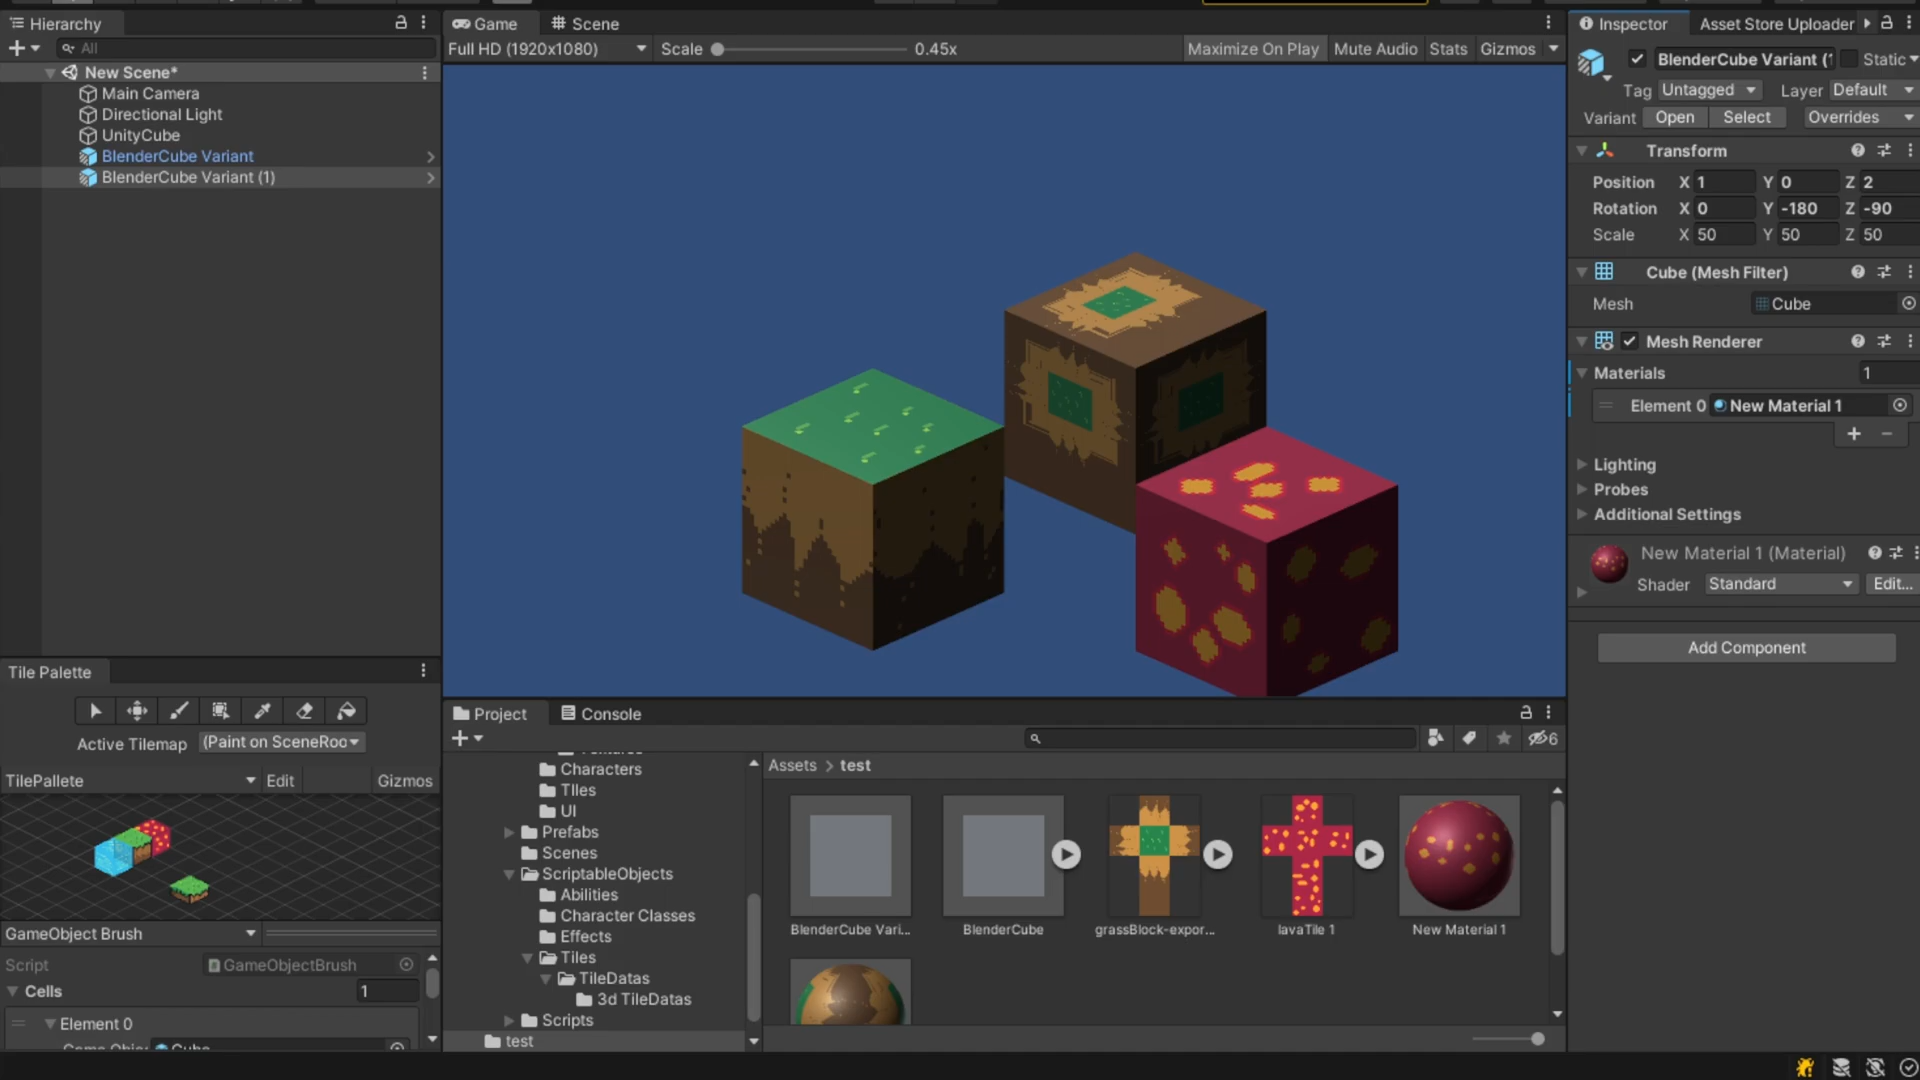 Hierarchy
All
New Scene*
Main Camera
Directional Light
UnityCube
BlenderCube Variant
BlenderCube Variant (1)
Tile Palette
Active Tilemap (Paint on SceneRoo
TilePallete Edit Gizmos
GameObject Brush
Script GameObjectBrush
Cells 1
Element 0
Game Scene
Full HD (1920x1080) Scale 0.45x Maximize On Play Mute Audio Stats Gizmos
Project Console
6
Characters
TIles
UI
Prefabs
Scenes
ScriptableObjects
Abilities
Character Classes
Effects
Tiles
TileDatas
3d TileDatas
Scripts
test
Assets > test
BlenderCube Vari...
BlenderCube
grassBlock-expor...
lavaTile 1
New Material 1
Inspector Asset Store Uploader
BlenderCube Variant (1 Static
Tag Untagged Layer Default
Variant Open Select Overrides
Transform
Position X 1 Y 0 Z 2
Rotation X 0 Y -180 Z -90
Scale X 50 Y 50 Z 50
Cube (Mesh Filter)
Mesh Cube
Mesh Renderer
Materials 1
Element 0 New Material 1
+ -
Lighting
Probes
Additional Settings
New Material 1 (Material)
Shader Standard Edit...
Add Component